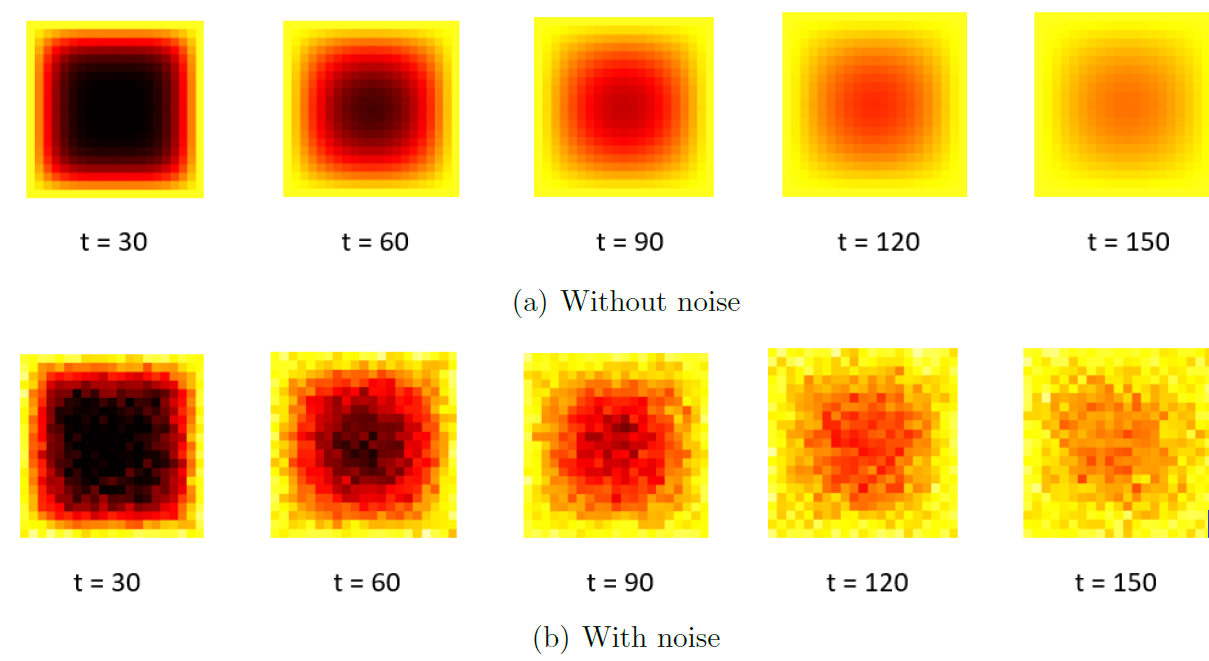 t = 30 t = 60 t = 90 t = 120 t = 150
(a) Without noise
t = 30 t = 60 t = 90 t = 120 t = 150
(b) With noise